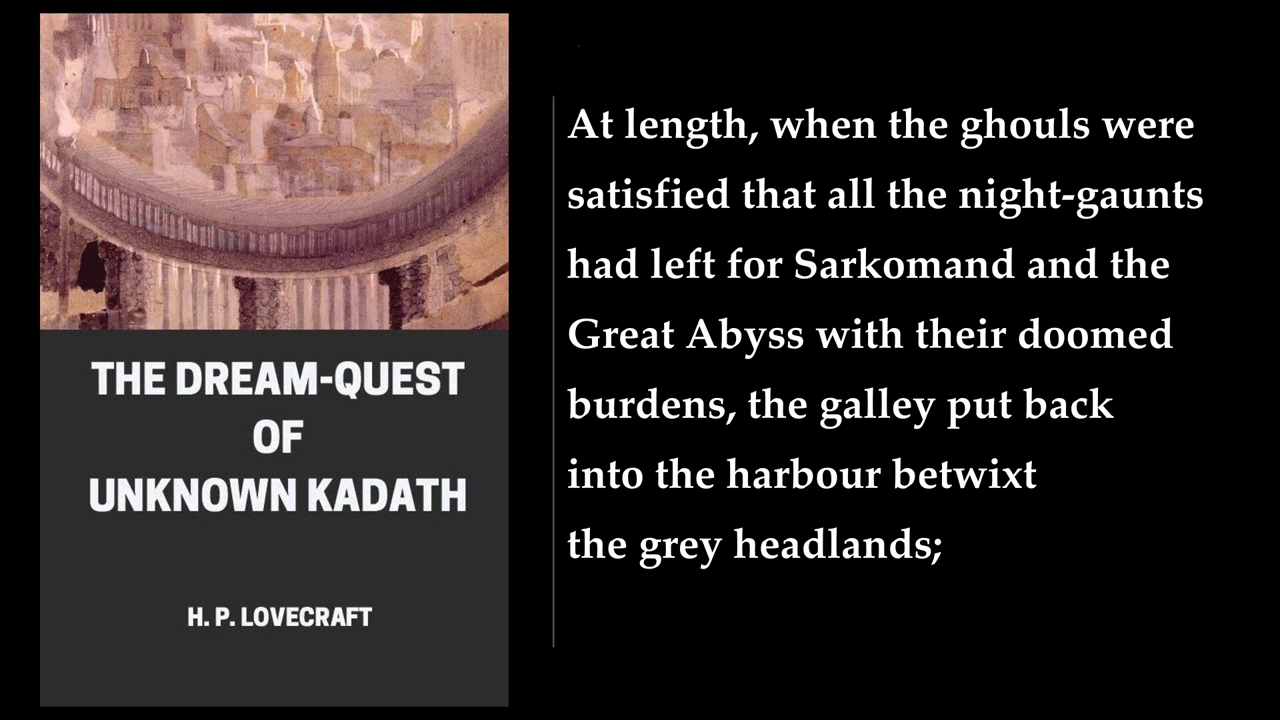 THE DREAM-QUEST
OF
UNKNOWN KADATH
H. P. LOVECRAFT
At length, when the ghouls were
satisfied that all the night-gaunts
had left for Sarkomand and the
Great Abyss with their doomed
burdens, the galley put back
into the harbour betwixt
the grey headlands;